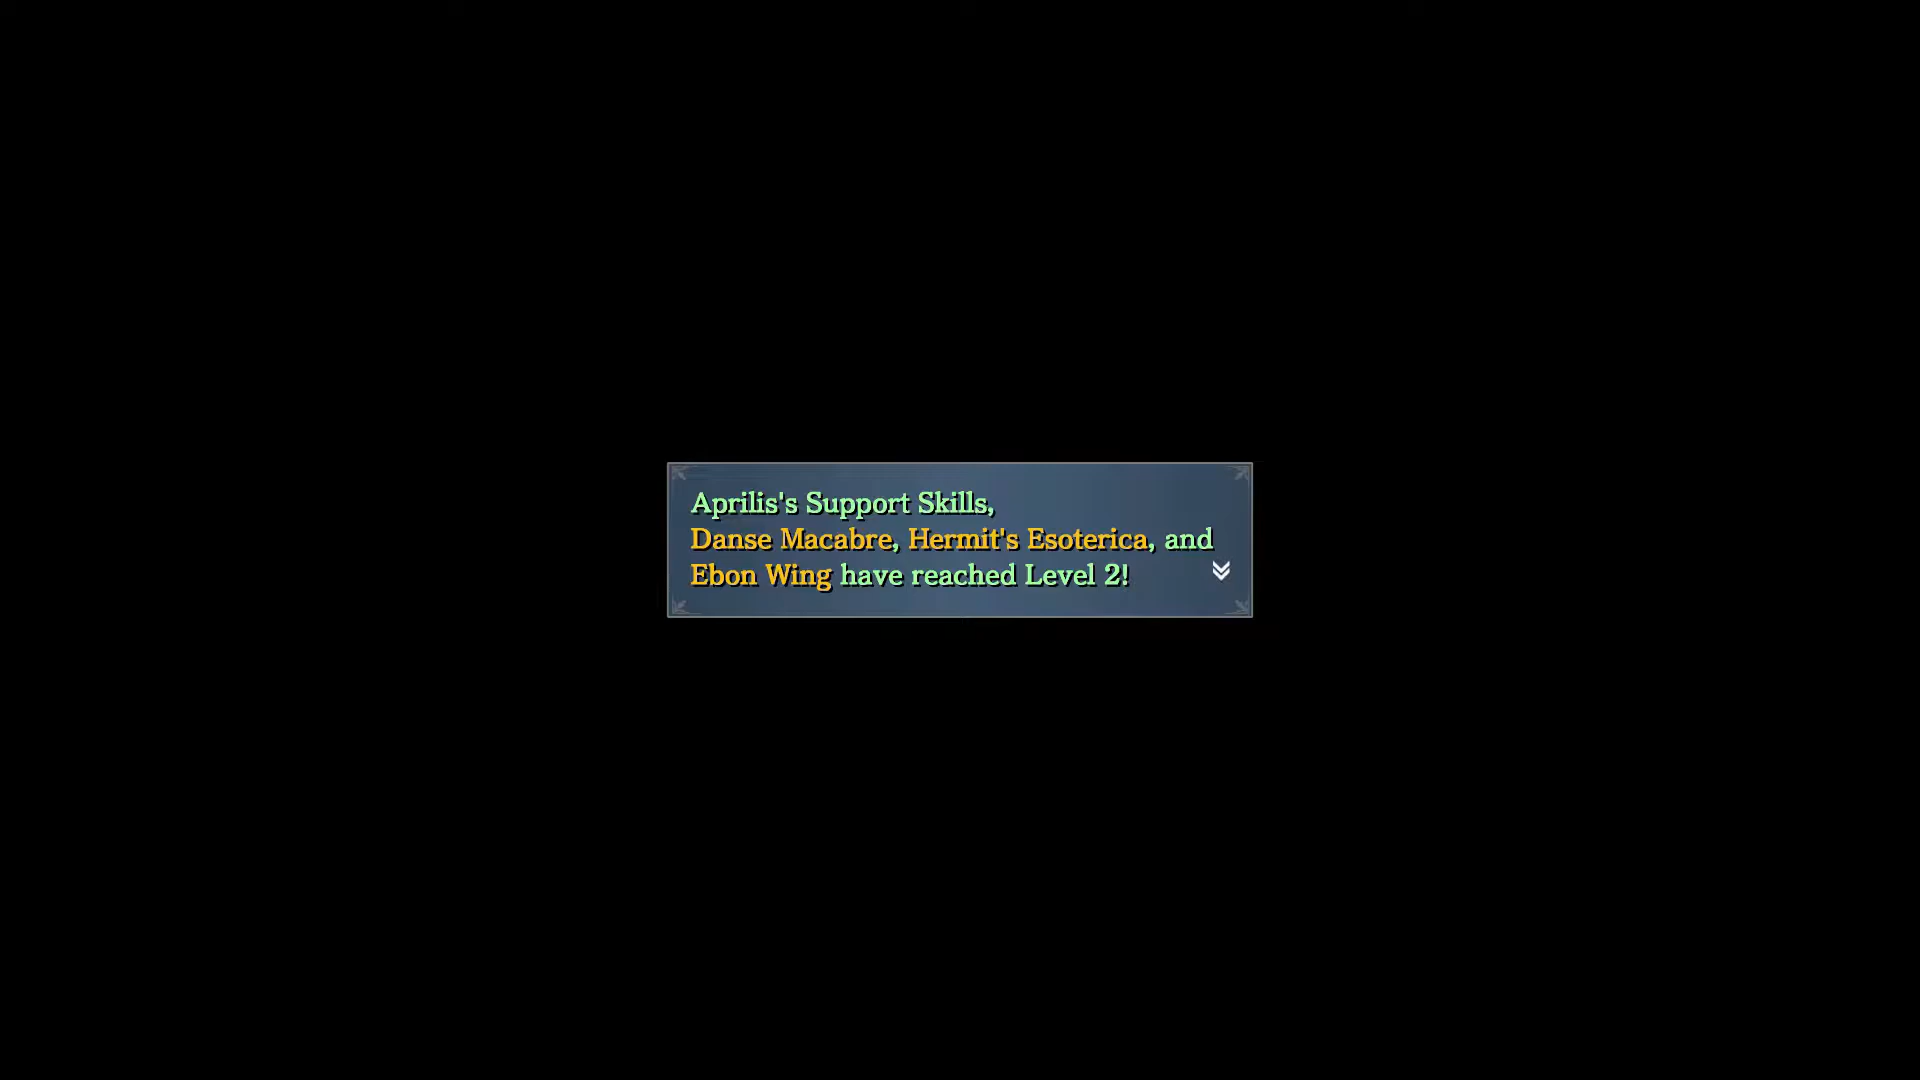 Aprilis's Support Skills,
Danse Macabre, Hermit's Esoterica, and
Ebon Wing have reached Level 2!